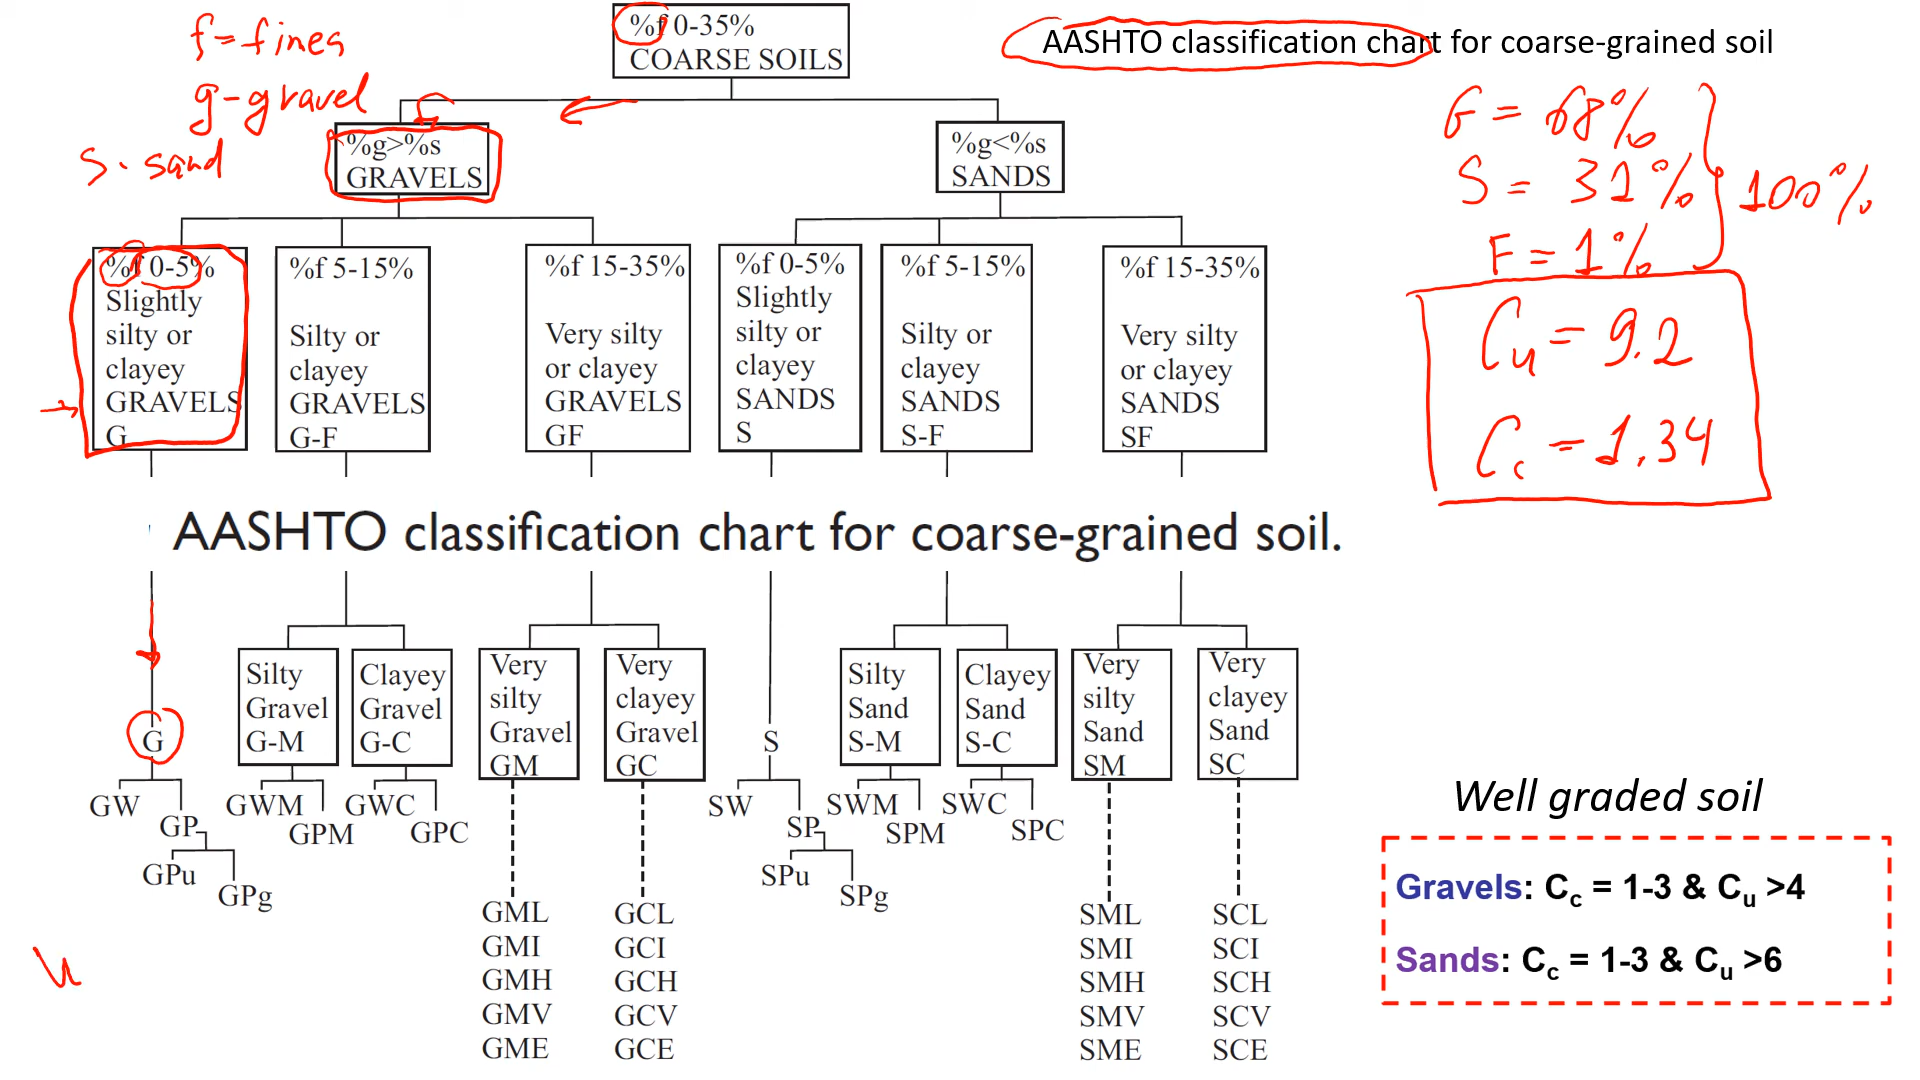 f = fines
g - gravel
s - sand
%f 0-35%
COARSE SOILS
AASHTO classification chart for coarse-grained soil
G = 68%
S = 31%
F = 1%
100%
Cu = 9.2
Cc = 1.34
%g>%s
GRAVELS
%g<%s
SANDS
%f 0-5%
Slightly
silty or
clayey
GRAVELS
G
%f 5-15%
Silty or
clayey
GRAVELS
G-F
%f 15-35%
Very silty
or clayey
GRAVELS
GF
%f 0-5%
Slightly
silty or
clayey
SANDS
S
%f 5-15%
Silty or
clayey
SANDS
S-F
%f 15-35%
Very silty
or clayey
SANDS
SF
AASHTO classification chart for coarse-grained soil.
G
Silty
Gravel
G-M
Clayey
Gravel
G-C
Very
silty
Gravel
GM
Very
clayey
Gravel
GC
S
Silty
Sand
S-M
Clayey
Sand
S-C
Very
silty
Sand
SM
Very
clayey
Sand
SC
GW
GP
GPu
GPg
GWM
GPM
GWC
GPC
GML
GMI
GMH
GMV
GME
GCL
GCI
GCH
GCV
GCE
SW
SP
SPu
SPg
SWM
SPM
SWC
SPC
SML
SMI
SMH
SMV
SME
SCL
SCI
SCH
SCV
SCE
Well graded soil
Gravels: Cc = 1-3 & Cu >4
Sands: Cc = 1-3 & Cu >6